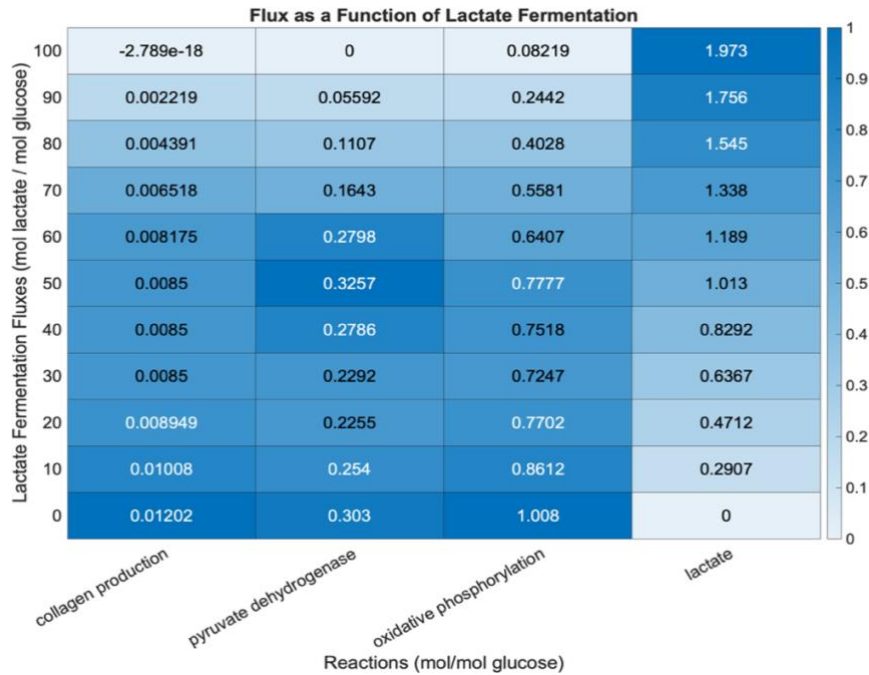 Flux as a Function of Lactate Fermentation
Lactate Fermentation Fluxes (mol lactate / mol glucose)
100 -2.789e-18 0 0.08219 1.973
90 0.002219 0.05592 0.2442 1.756
80 0.004391 0.1107 0.4028 1.545
70 0.006518 0.1643 0.5581 1.338
60 0.008175 0.2798 0.6407 1.189
50 0.0085 0.3257 0.7777 1.013
40 0.0085 0.2786 0.7518 0.8292
30 0.0085 0.2292 0.7247 0.6367
20 0.008949 0.2255 0.7702 0.4712
10 0.01008 0.254 0.8612 0.2907
0 0.01202 0.303 1.008 0
collagen production
pyruvate dehydrogenase
oxidative phosphorylation
lactate
Reactions (mol/mol glucose)
1
0.9
0.8
0.7
0.6
0.5
0.4
0.3
0.2
0.1
0